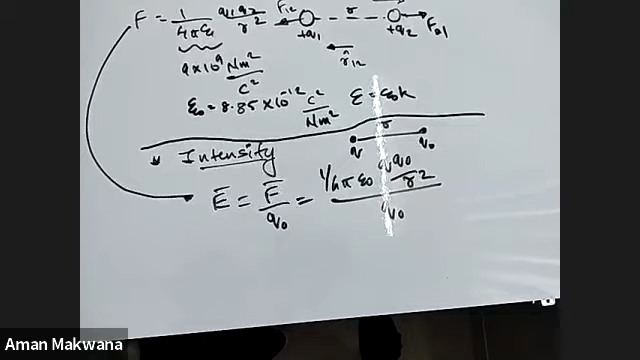 F = 1/4πε₀ q₁q₂/r² F₁₂ r F₂₁
+q₁ +q₂
r̂₁₂
9×10⁹ Nm²/C²
ε₀ = 8.85×10⁻¹² C²/Nm² ε = ε₀k
* Intensity q r q₀
E̅ = F̅/q₀ = 1/4πε₀ qq₀/r² / q₀
Aman Makwana